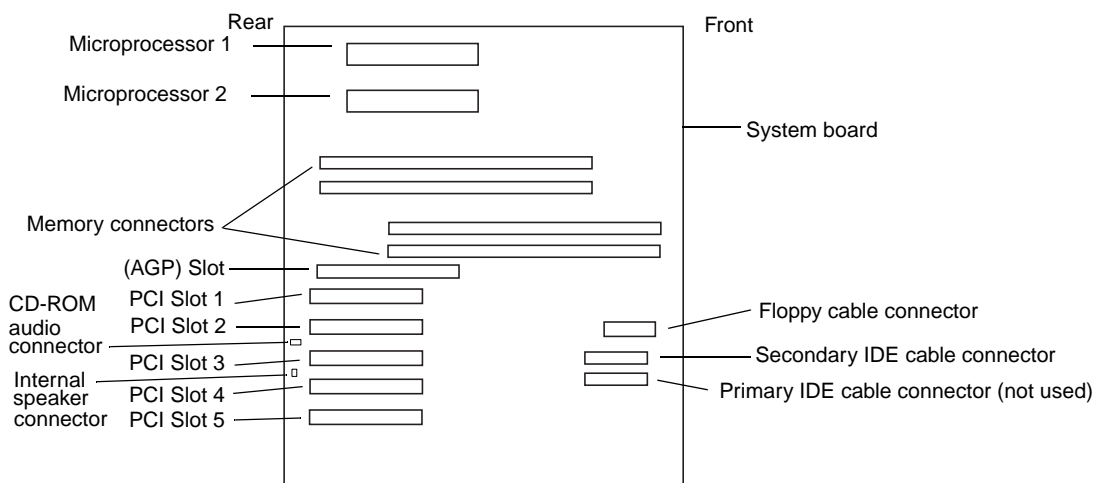 Rear
Front
Microprocessor 1
Microprocessor 2
System board
Memory connectors
(AGP) Slot
PCI Slot 1
CD-ROM
audio
connector
PCI Slot 2
Floppy cable connector
PCI Slot 3
Secondary IDE cable connector
Internal
speaker
connector
PCI Slot 4
Primary IDE cable connector (not used)
PCI Slot 5